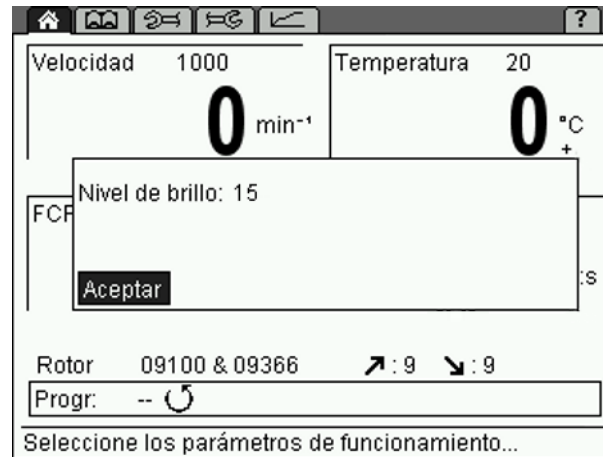 ?
Velocidad 1000
0 min⁻¹
Temperatura 20
0 °C
Nivel de brillo: 15
Aceptar
Rotor 09100 & 09366 ↗: 9 ↘: 9
Progr: -- ↺
Seleccione los parámetros de funcionamiento...